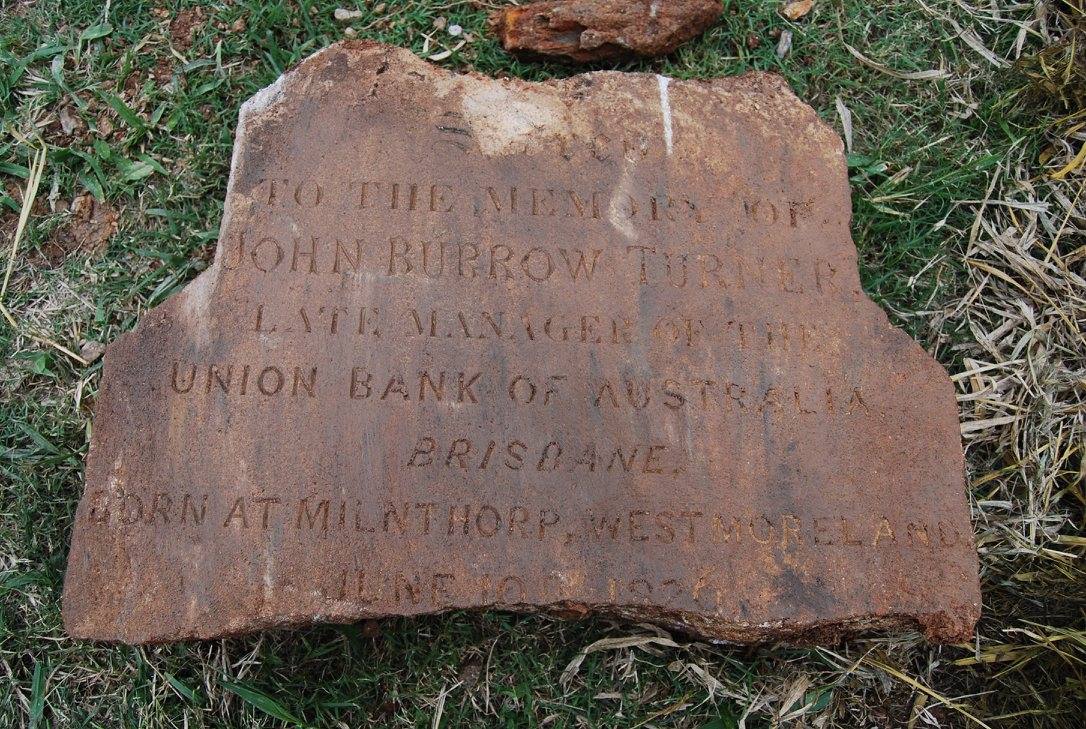 TO THE MEMORY OF
JOHN BURROW TURNER
LATE MANAGER OF THE
UNION BANK OF AUSTRALIA
BRISBANE.
BORN AT MILNTHORP, WESTMORELAND
JUNE